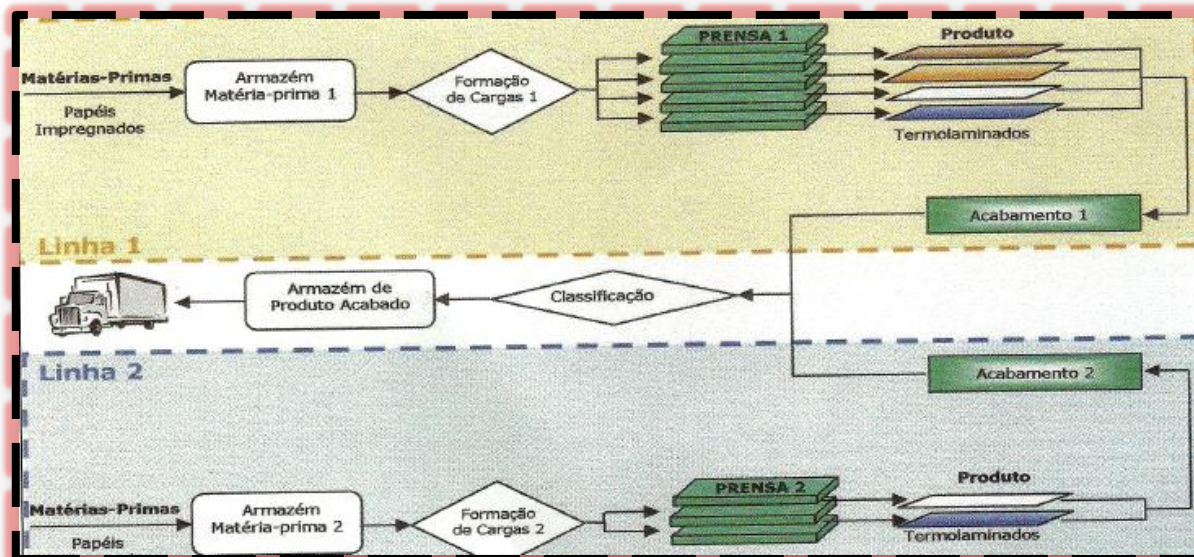 Matérias-Primas
Papéis
Impregnados
Armazém
Matéria-prima 1
Formação
de Cargas 1
PRENSA 1
Produto
Termolaminados
Acabamento 1
Linha 1
Classificação
Armazém de
Produto Acabado
Linha 2
Acabamento 2
Matérias-Primas
Papéis
Armazém
Matéria-prima 2
Formação
de Cargas 2
PRENSA 2
Produto
Termolaminados